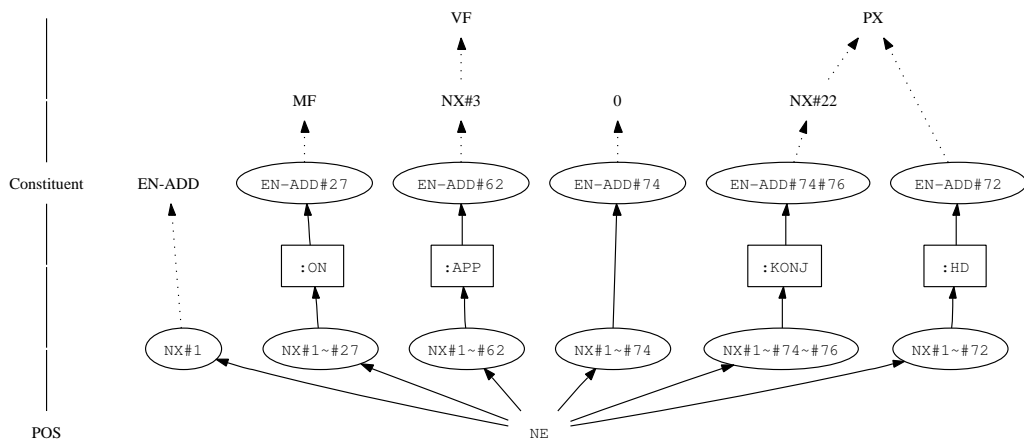 VF PX
MF NX#3 0 NX#22
Constituent EN-ADD EN-ADD#27 EN-ADD#62 EN-ADD#74 EN-ADD#74#76 EN-ADD#72
:ON :APP :KONJ :HD
NX#1 NX#1~#27 NX#1~#62 NX#1~#74 NX#1~#74~#76 NX#1~#72
POS NE